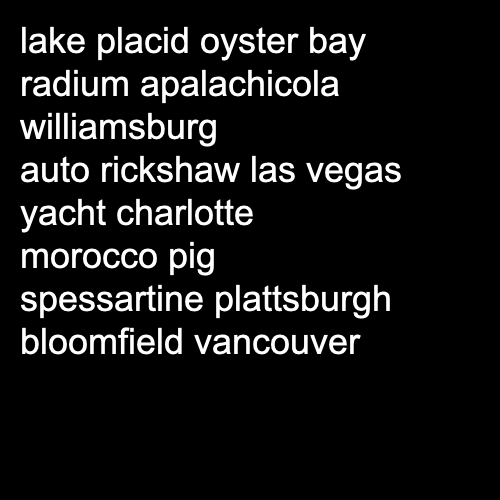 lake placid oyster bay
radium apalachicola
williamsburg
auto rickshaw las vegas
yacht charlotte
morocco pig
spessartine plattsburgh
bloomfield vancouver